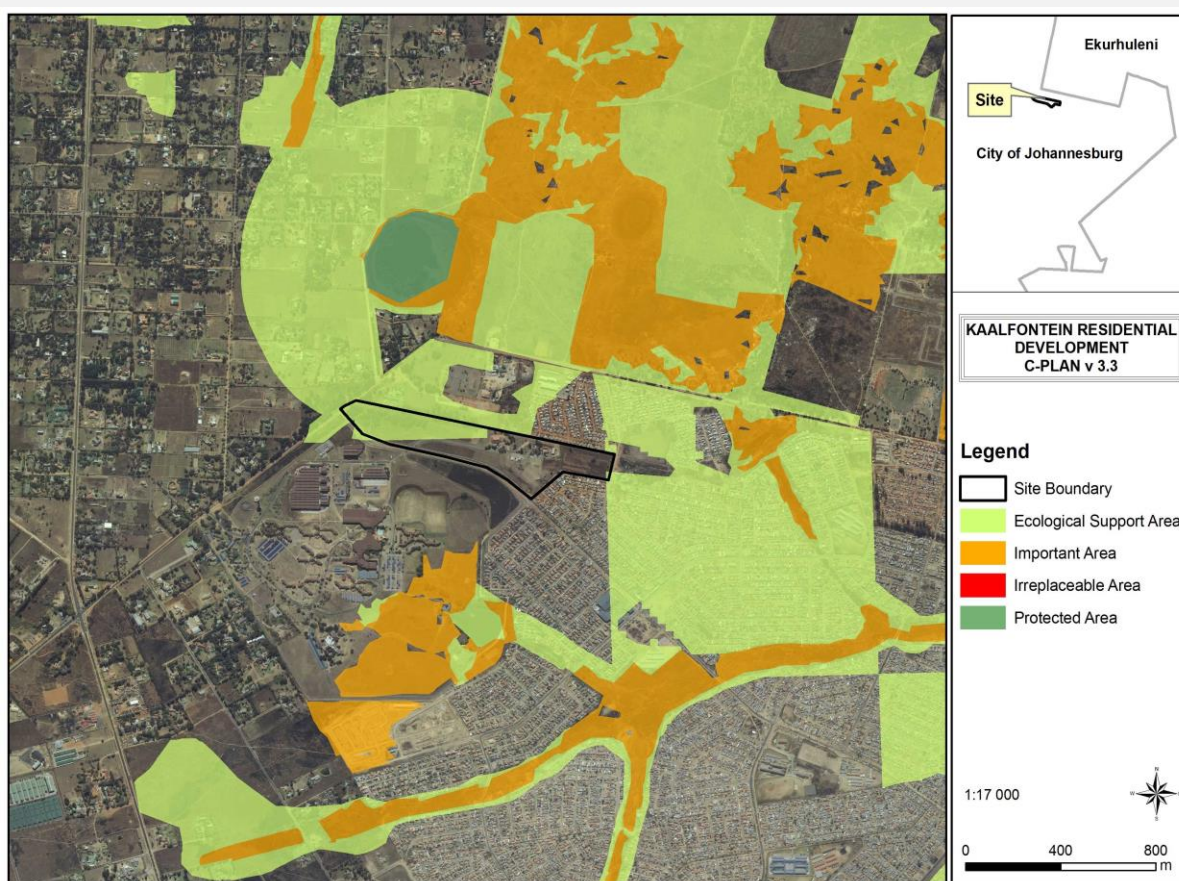 Ekurhuleni
Site
City of Johannesburg
KAALFONTEIN RESIDENTIAL
DEVELOPMENT
C-PLAN v 3.3
Legend
Site Boundary
Ecological Support Area
Important Area
Irreplaceable Area
Protected Area
1:17 000
N
W
E
S
0 400 800
m